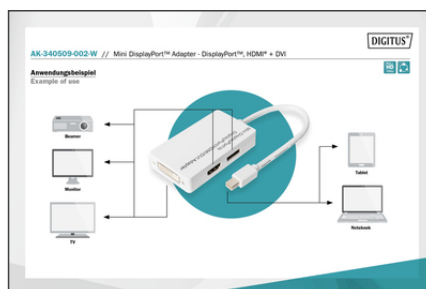 DIGITUS®
AK-340509-002-W // Mini DisplayPort™ Adapter - DisplayPort™, HDMI® + DVI
Anwendungsbeispiel
Example of use
Beamer
Monitor
TV
Tablet
Notebook